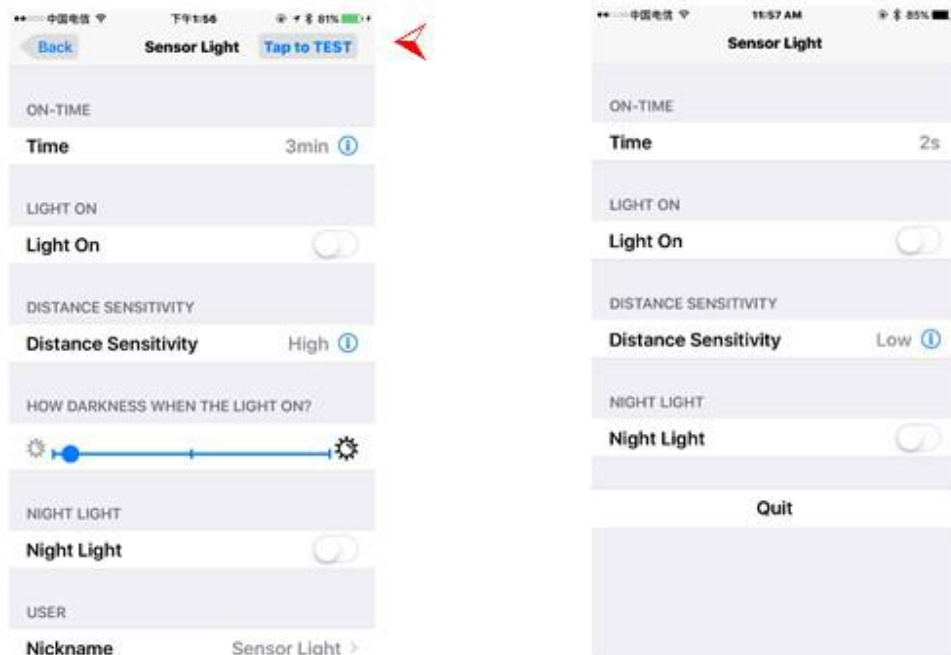 中国电信 下午1:56 81%
Back Sensor Light Tap to TEST
ON-TIME
Time 3min
LIGHT ON
Light On
DISTANCE SENSITIVITY
Distance Sensitivity High
HOW DARKNESS WHEN THE LIGHT ON?
NIGHT LIGHT
Night Light
USER
Nickname Sensor Light
中国电信 11:57 AM 85%
Sensor Light
ON-TIME
Time 2s
LIGHT ON
Light On
DISTANCE SENSITIVITY
Distance Sensitivity Low
NIGHT LIGHT
Night Light
Quit